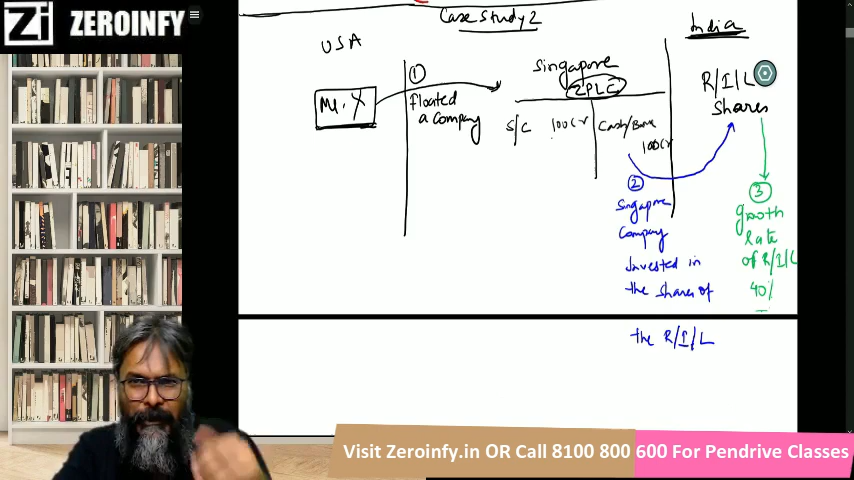 ZEROINFY
Case Study 2
India
USA
①
Singapore
ZPLC
R/I/L
Shares
Mr. X
Floated
a company
S/C 100Cr Cash/Bank
100Cr
②
Singapore
Company
Invested in
the shares of
the R/I/L
③
Growth
Rate
of R/I/L
40%
Visit Zeroinfy.in OR Call 8100 800 600 For Pendrive Classes